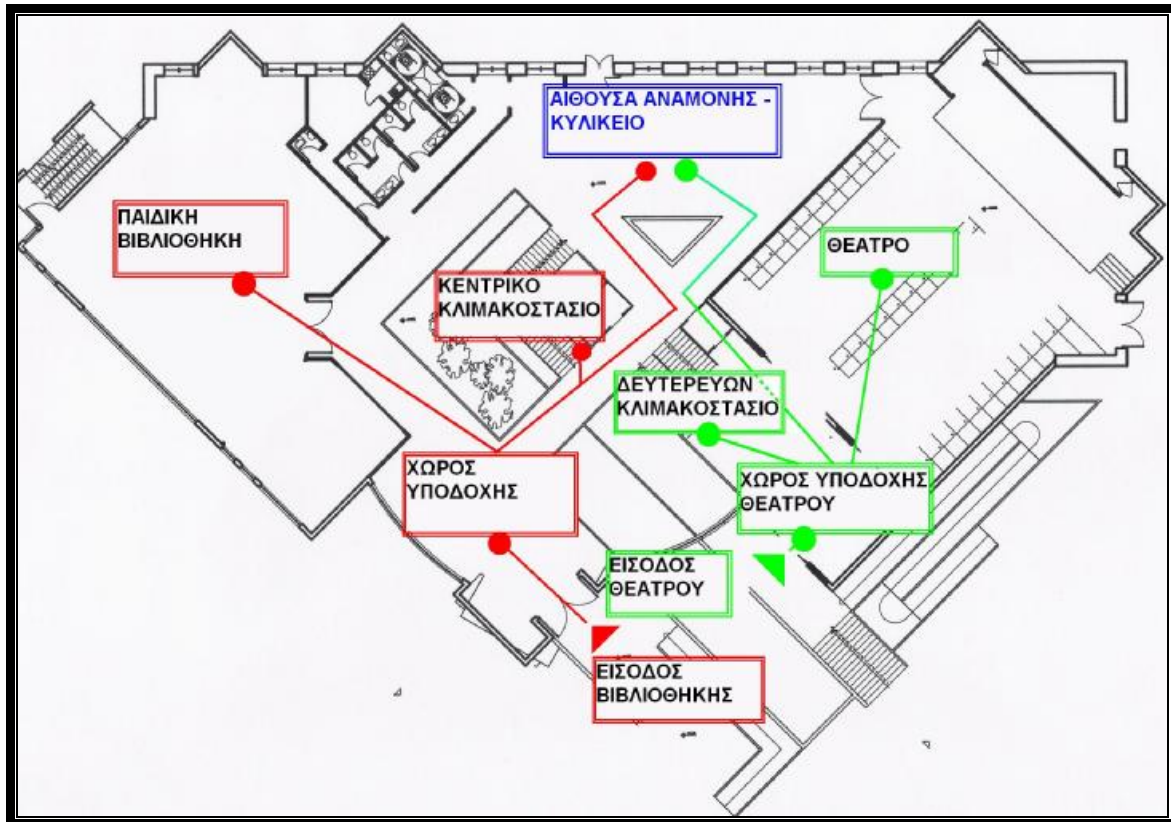 ΑΙΘΟΥΣΑ ΑΝΑΜΟΝΗΣ -
ΚΥΛΙΚΕΙΟ
ΠΑΙΔΙΚΗ
ΒΙΒΛΙΟΘΗΚΗ
ΘΕΑΤΡΟ
ΚΕΝΤΡΙΚΟ
ΚΛΙΜΑΚΟΣΤΑΣΙΟ
ΔΕΥΤΕΡΕΥΩΝ
ΚΛΙΜΑΚΟΣΤΑΣΙΟ
ΧΩΡΟΣ
ΥΠΟΔΟΧΗΣ
ΧΩΡΟΣ ΥΠΟΔΟΧΗΣ
ΘΕΑΤΡΟΥ
ΕΙΣΟΔΟΣ
ΘΕΑΤΡΟΥ
ΕΙΣΟΔΟΣ
ΒΙΒΛΙΟΘΗΚΗΣ